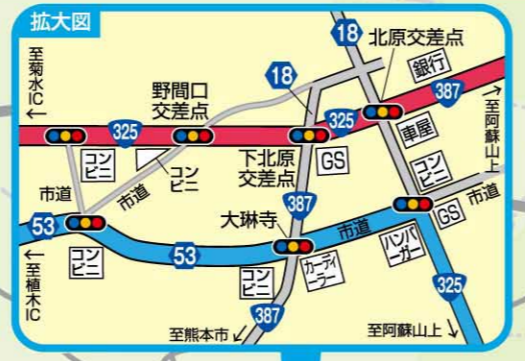 拡大図
至菊水IC
←
325
コン
ビニ
野間口
交差点
コン
ビニ
市道
市道
53
←
至植木IC
コン
ビニ
53
18
18
北原交差点
銀行
387
325
車屋
至阿蘇山上
→
下北原
交差点
GS
コン
ビニ
387
大琳寺
市道
市道
GS
コン
ビニ
カーディ
ーラー
ハンバ
ーガー
387
至熊本市
325
至阿蘇山上